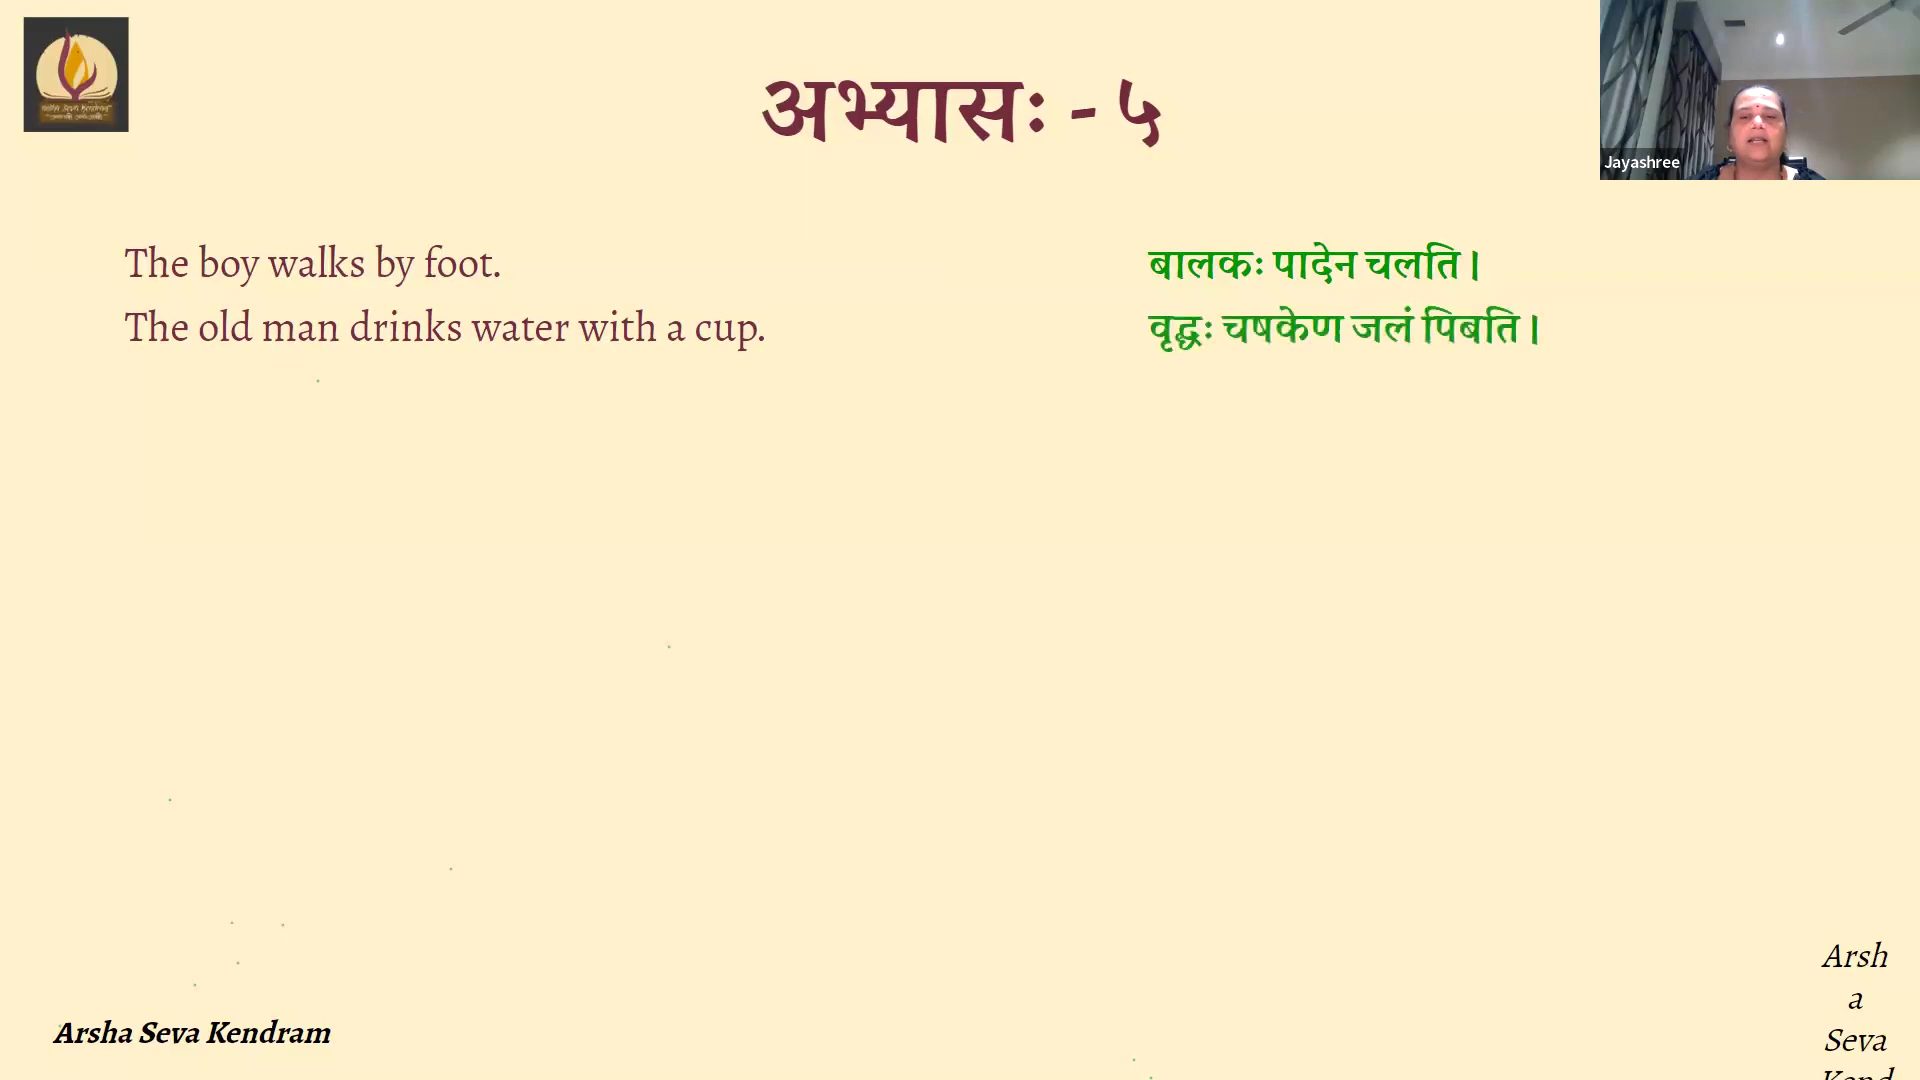 अभ्यासः - ५
Jayashree
The boy walks by foot.
बालकः पादेन चलति।
The old man drinks water with a cup.
वृद्धः चषकेण जलं पिबति।
Arsha Seva Kendram
Arsh
a
Seva
Kend